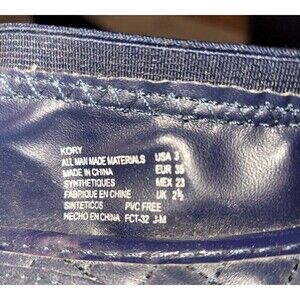 KORY
ALL MAN MADE MATERIALS USA 3
MADE IN CHINA EUR 35
SYNTHETIQUES MEX 23
FABRIQUE EN CHINE UK 2½
SINTETICOS PVC FREE
HECHO EN CHINA FCT-32 J-M